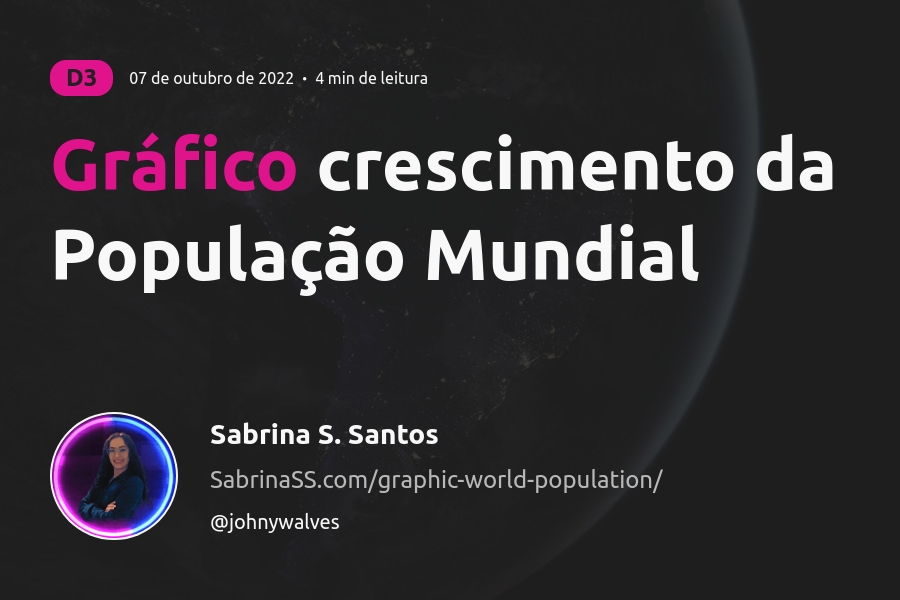 D3 07 de outubro de 2022 • 4 min de leitura
Gráfico crescimento da
População Mundial
Sabrina S. Santos
SabrinaSS.com/graphic-world-population/
@johnywalves